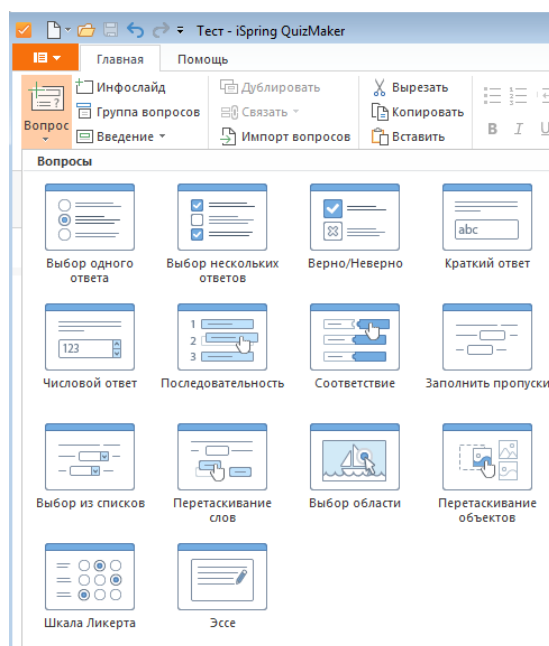 Тест - iSpring QuizMaker
Главная Помощь
Вопрос
Инфослайд
Группа вопросов
Введение
Дублировать
Связать
Импорт вопросов
Вырезать
Копировать
Вставить
B I U
Вопросы
Выбор одного ответа
Выбор нескольких ответов
Верно/Неверно
abc
Краткий ответ
123
Числовой ответ
1
2
3
Последовательность
Соответствие
Заполнить пропуски
Выбор из списков
Перетаскивание слов
Выбор области
Перетаскивание объектов
Шкала Ликерта
Эссе